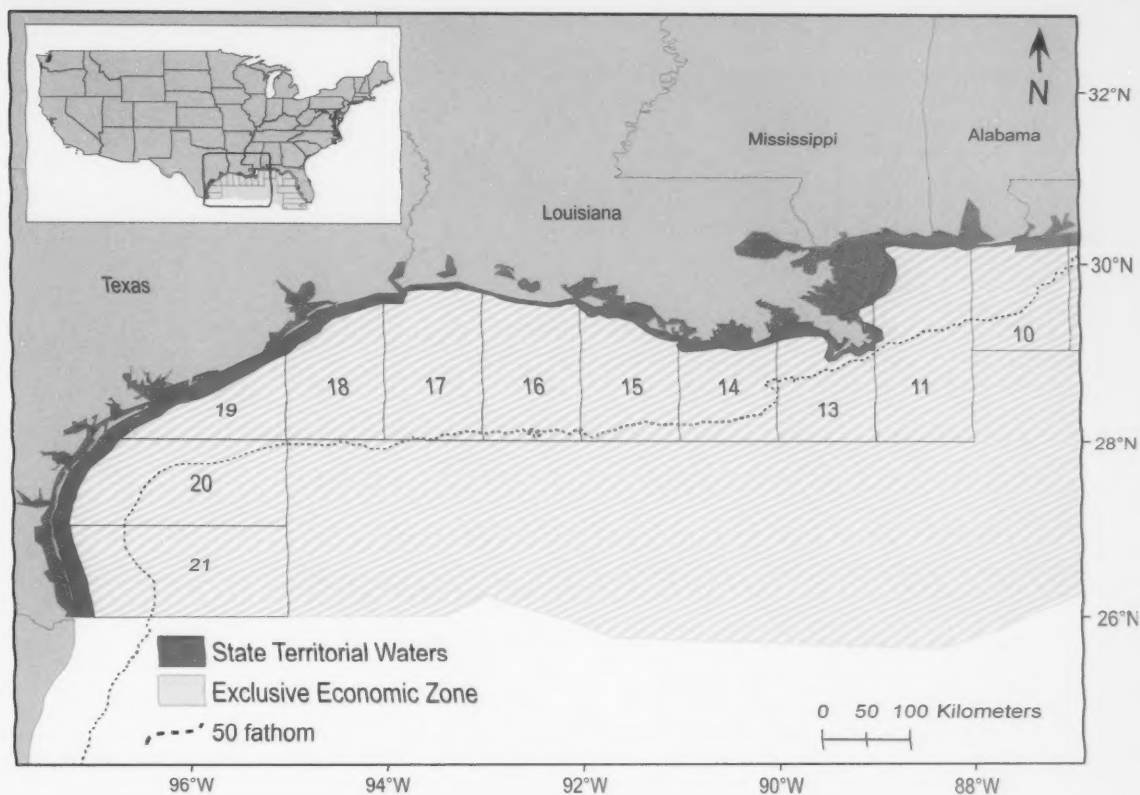 N
32°N
Mississippi
Alabama
Louisiana
30°N
Texas
10
18
17
16
15
14
11
19
13
28°N
20
21
26°N
State Territorial Waters
Exclusive Economic Zone
0 50 100 Kilometers
50 fathom
96°W
94°W
92°W
90°W
88°W